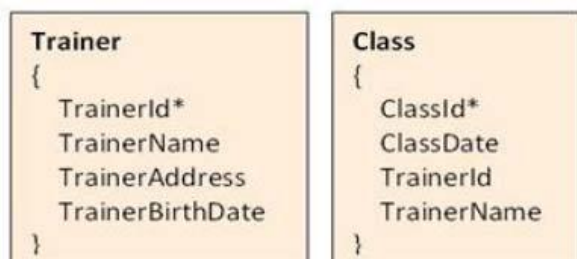 Trainer
{
TrainerId*
TrainerName
TrainerAddress
TrainerBirthDate
}
Class
{
ClassId*
ClassDate
TrainerId
TrainerName
}